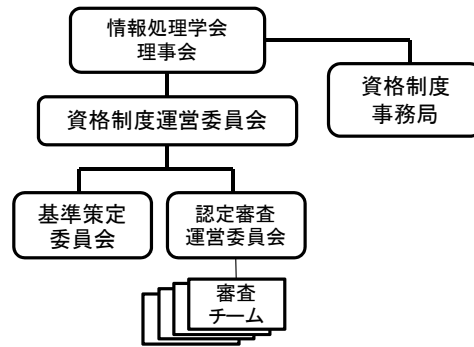 情報処理学会
理事会
資格制度
事務局
資格制度運営委員会
基準策定
委員会
認定審査
運営委員会
審査
チーム